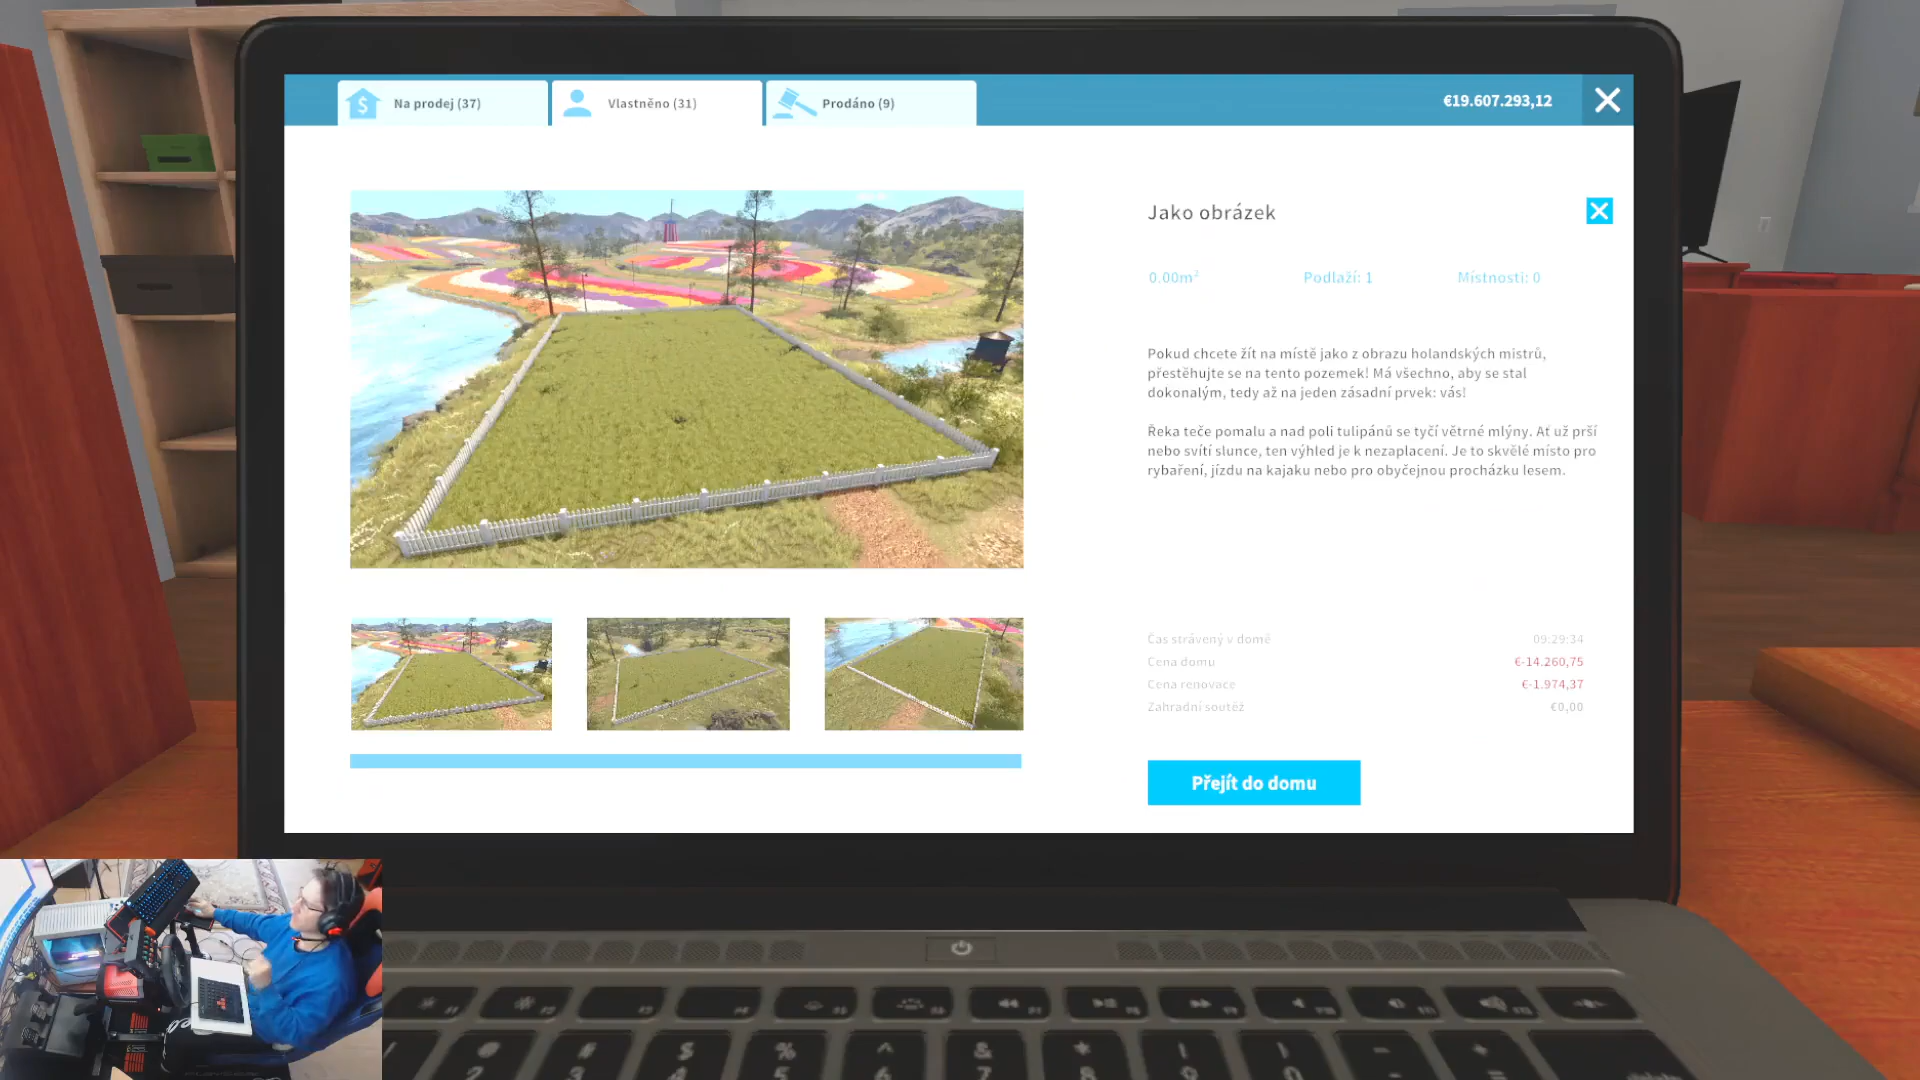 Na prodej (37)
Vlastněno (31)
Prodáno (9)
€19.607.293,12
Jako obrázek
0.00m²
Podlaží: 1
Místnosti: 0
Pokud chcete žít na místě jako z obrazu holandských mistrů,
přestěhujte se na tento pozemek! Má všechno, aby se stal
dokonalým, tedy až na jeden zásadní prvek: vás!
Řeka teče pomalu a nad poli tulipánů se tyčí větrné mlýny. Ať už prší
nebo svítí slunce, ten výhled je k nezaplacení. Je to skvělé místo pro
rybaření, jízdu na kajaku nebo pro obyčejnou procházku lesem.
Čas strávený v domě 09:29:34
Cena domu €-14.260,75
Cena renovace €-1.974,37
Zahradní soutěž €0,00
Přejít do domu